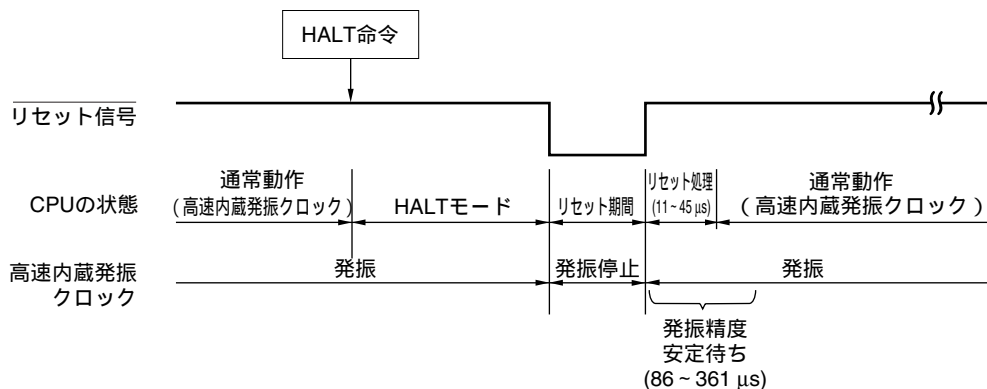 HALT命令
リセット信号
CPUの状態
通常動作
(高速内蔵発振クロック)
HALTモード
リセット期間
リセット処理
(11~45 μs)
通常動作
(高速内蔵発振クロック)
高速内蔵発振
クロック
発振
発振停止
発振
発振精度
安定待ち
(86~361 μs)